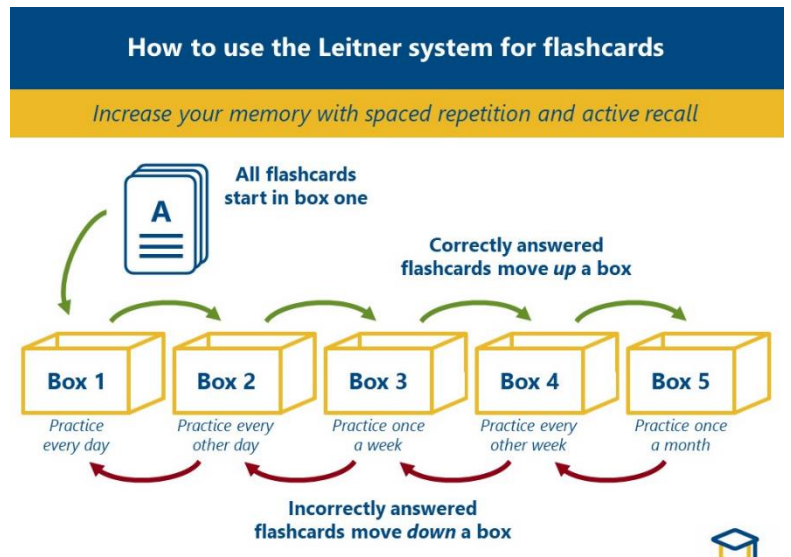 How to use the Leitner system for flashcards
Increase your memory with spaced repetition and active recall
All flashcards
start in box one
A
Correctly answered
flashcards move up a box
Box 1
Box 2
Box 3
Box 4
Box 5
Practice
every day
Practice every
other day
Practice once
a week
Practice every
other week
Practice once
a month
Incorrectly answered
flashcards move down a box